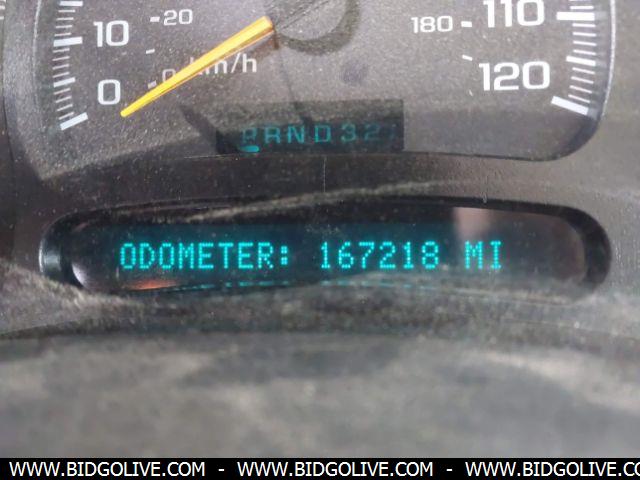 10 20 180 110
0 0 km/h 120
PRND32
ODOMETER: 167218 MI
WWW.BIDGOLIVE.COM - WWW.BIDGOLIVE.COM - WWW.BIDGOLIVE.COM